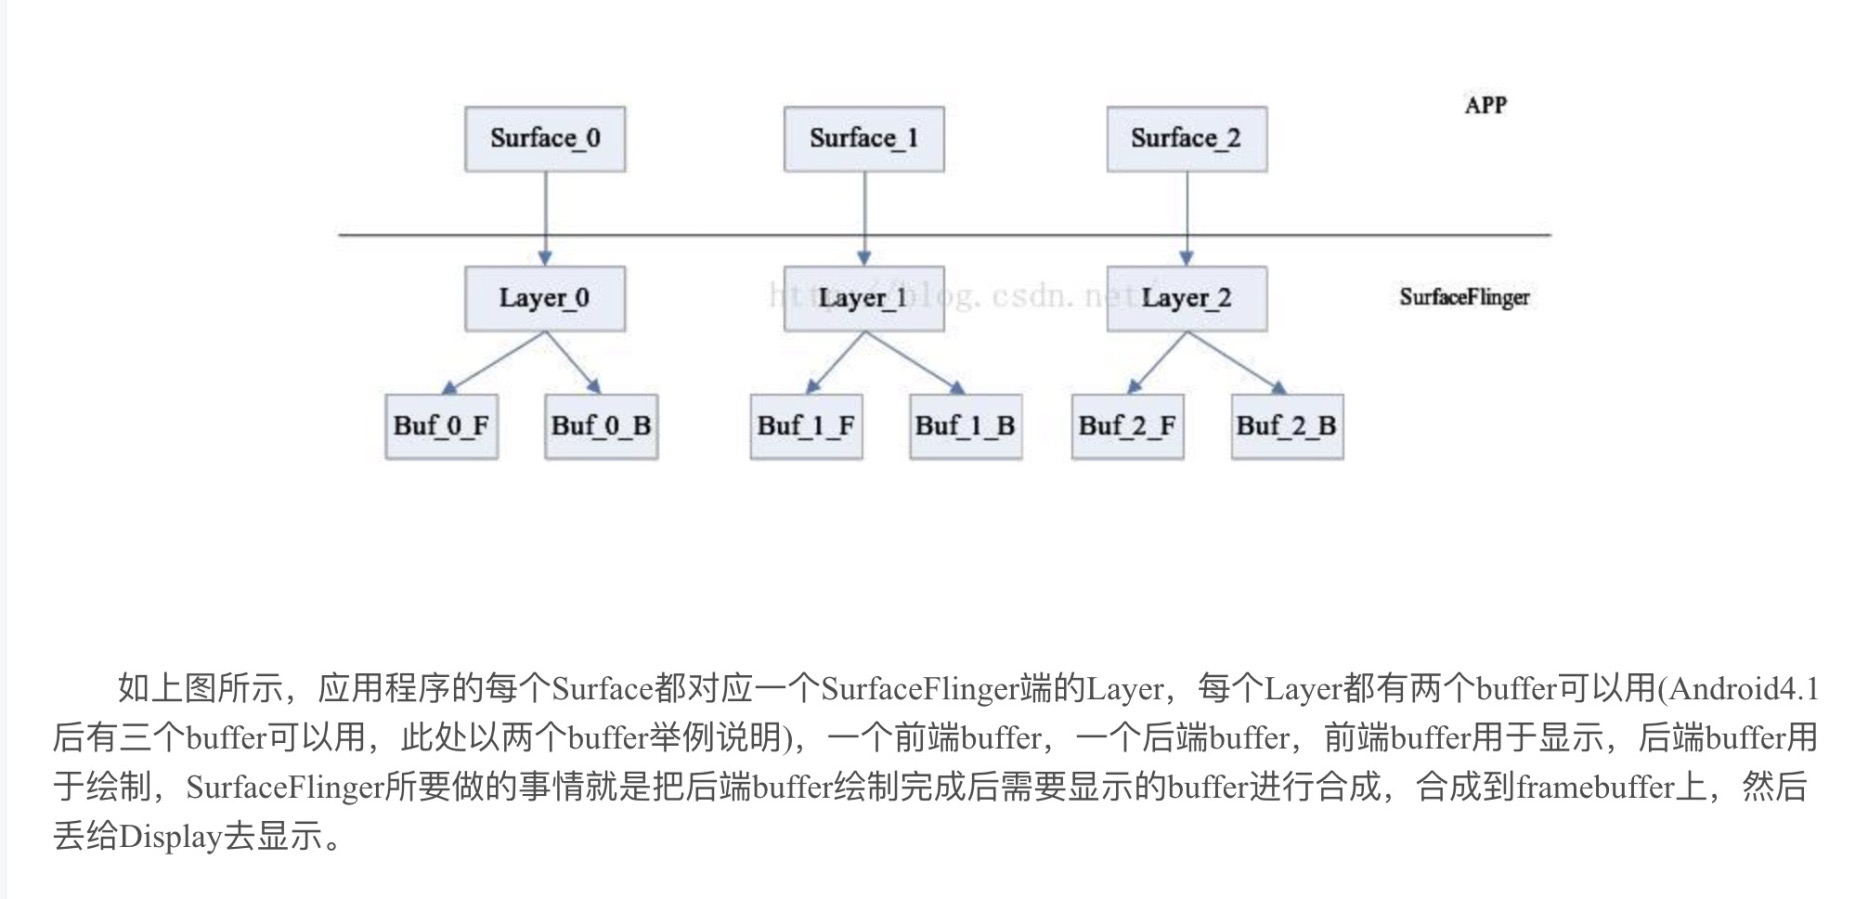 APP
Surface_0
Surface_1
Surface_2
Layer_0
http://blog.csdn.net/
Layer_1
Layer_2
SurfaceFlinger
Buf_0_F
Buf_0_B
Buf_1_F
Buf_1_B
Buf_2_F
Buf_2_B
如上图所示，应用程序的每个Surface都对应一个SurfaceFlinger端的Layer，每个Layer都有两个buffer可以用(Android4.1
后有三个buffer可以用，此处以两个buffer举例说明)，一个前端buffer，一个后端buffer，前端buffer用于显示，后端buffer用
于绘制，SurfaceFlinger所要做的事情就是把后端buffer绘制完成后需要显示的buffer进行合成，合成到framebuffer上，然后
丢给Display去显示。